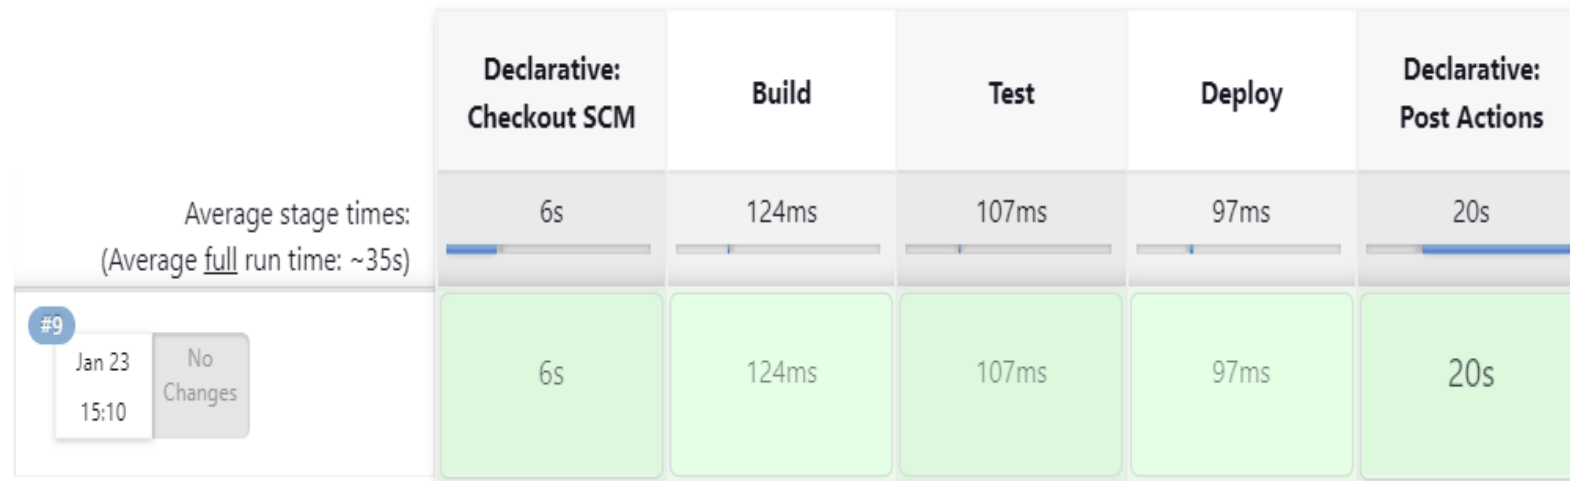 Declarative:
Checkout SCM
Build
Test
Deploy
Declarative:
Post Actions
Average stage times:
(Average full run time: ~35s)
6s
124ms
107ms
97ms
20s
#9
Jan 23
15:10
No
Changes
6s
124ms
107ms
97ms
20s